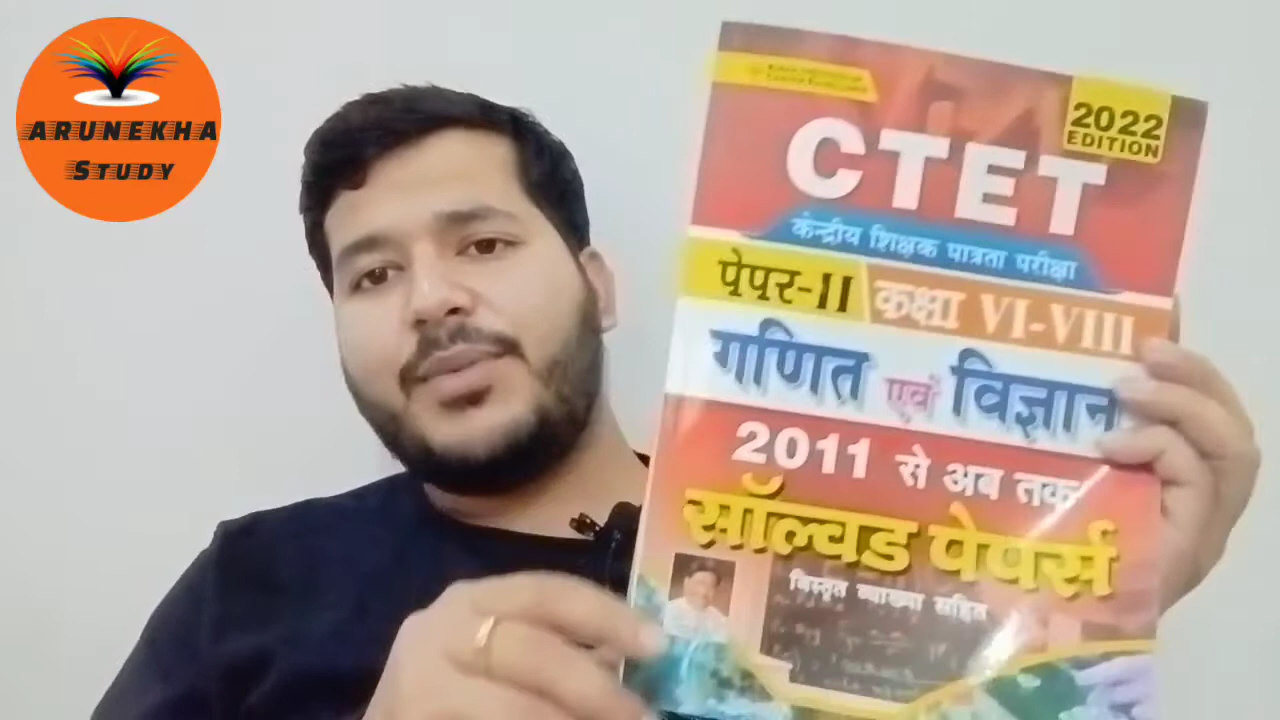 ARUNEKHA
STUDY
2022
EDITION
CTET
केन्द्रीय शिक्षक पात्रता परीक्षा
पेपर-II कक्षा VI-VIII
गणित एवं विज्ञान
2011 से अब तक
सॉल्वड पेपर्स
विस्तृत व्याख्या सहित